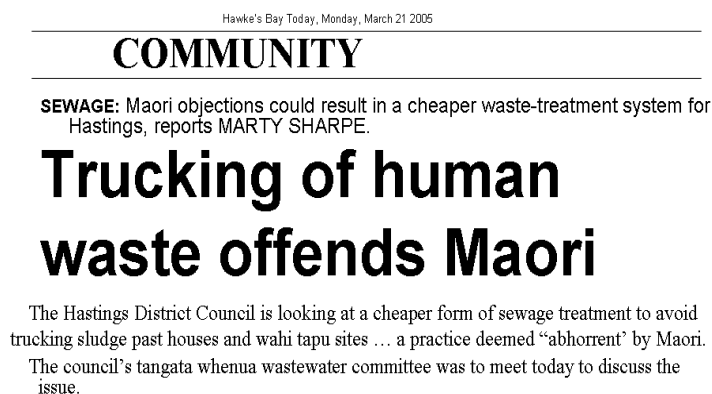 Hawke's Bay Today, Monday, March 21 2005
COMMUNITY
SEWAGE: Maori objections could result in a cheaper waste-treatment system for
Hastings, reports MARTY SHARPE.
Trucking of human
waste offends Maori
The Hastings District Council is looking at a cheaper form of sewage treatment to avoid
trucking sludge past houses and wahi tapu sites … a practice deemed “abhorrent’ by Maori.
The council’s tangata whenua wastewater committee was to meet today to discuss the
issue.